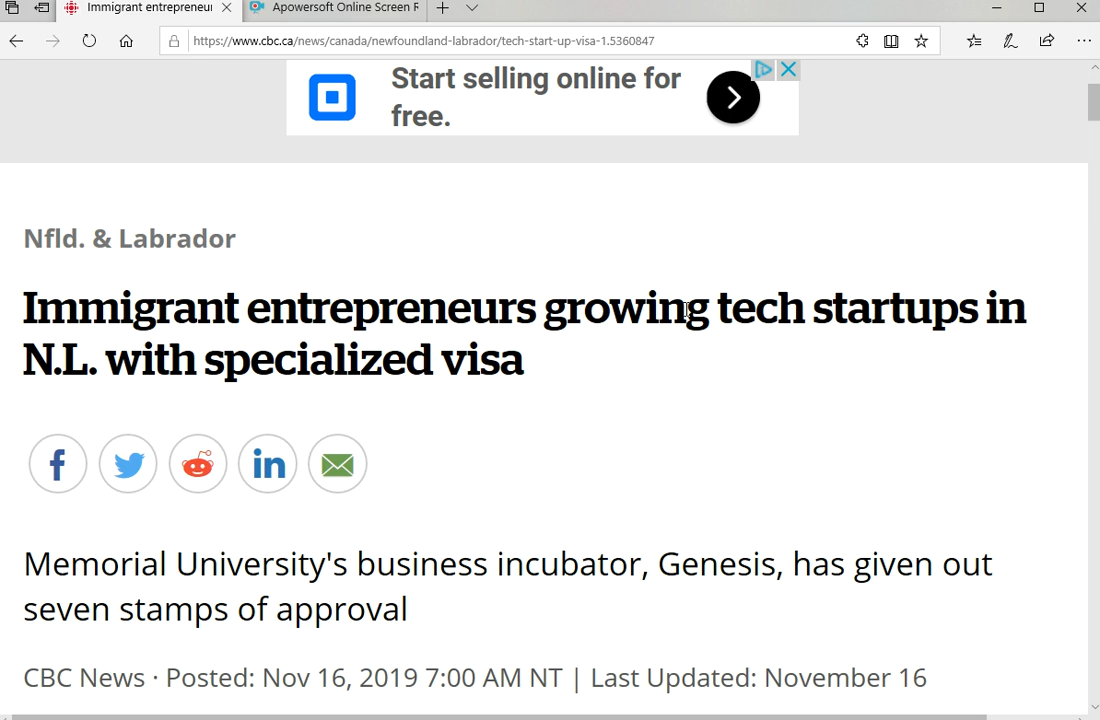 Immigrant entrepreneur
Apowersoft Online Screen R
https://www.cbc.ca/news/canada/newfoundland-labrador/tech-start-up-visa-1.5360847
Start selling online for
free.
Nfld. & Labrador
Immigrant entrepreneurs growing tech startups in
N.L. with specialized visa
Memorial University's business incubator, Genesis, has given out
seven stamps of approval
CBC News · Posted: Nov 16, 2019 7:00 AM NT | Last Updated: November 16